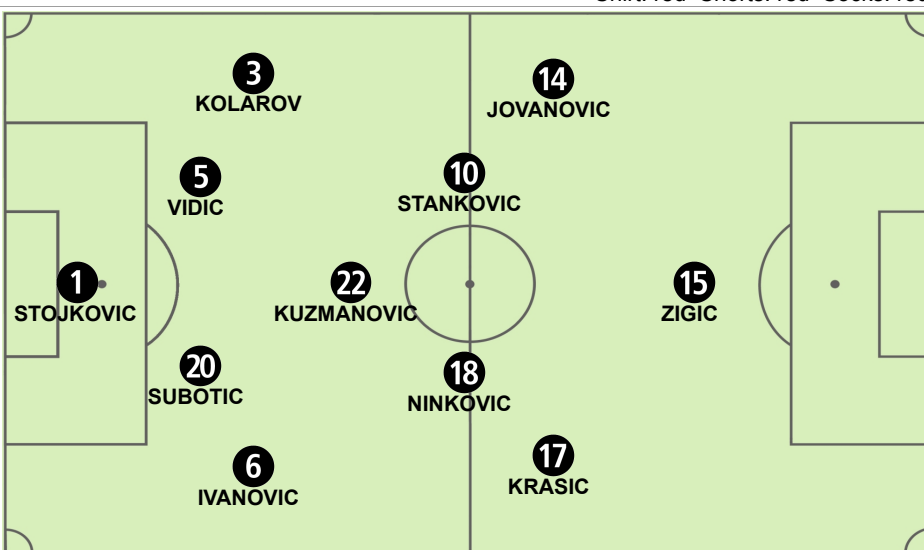 3
KOLAROV
14
JOVANOVIC
5
VIDIC
10
STANKOVIC
1
STOJKOVIC
22
KUZMANOVIC
15
ZIGIC
20
SUBOTIC
18
NINKOVIC
6
IVANOVIC
17
KRASIC